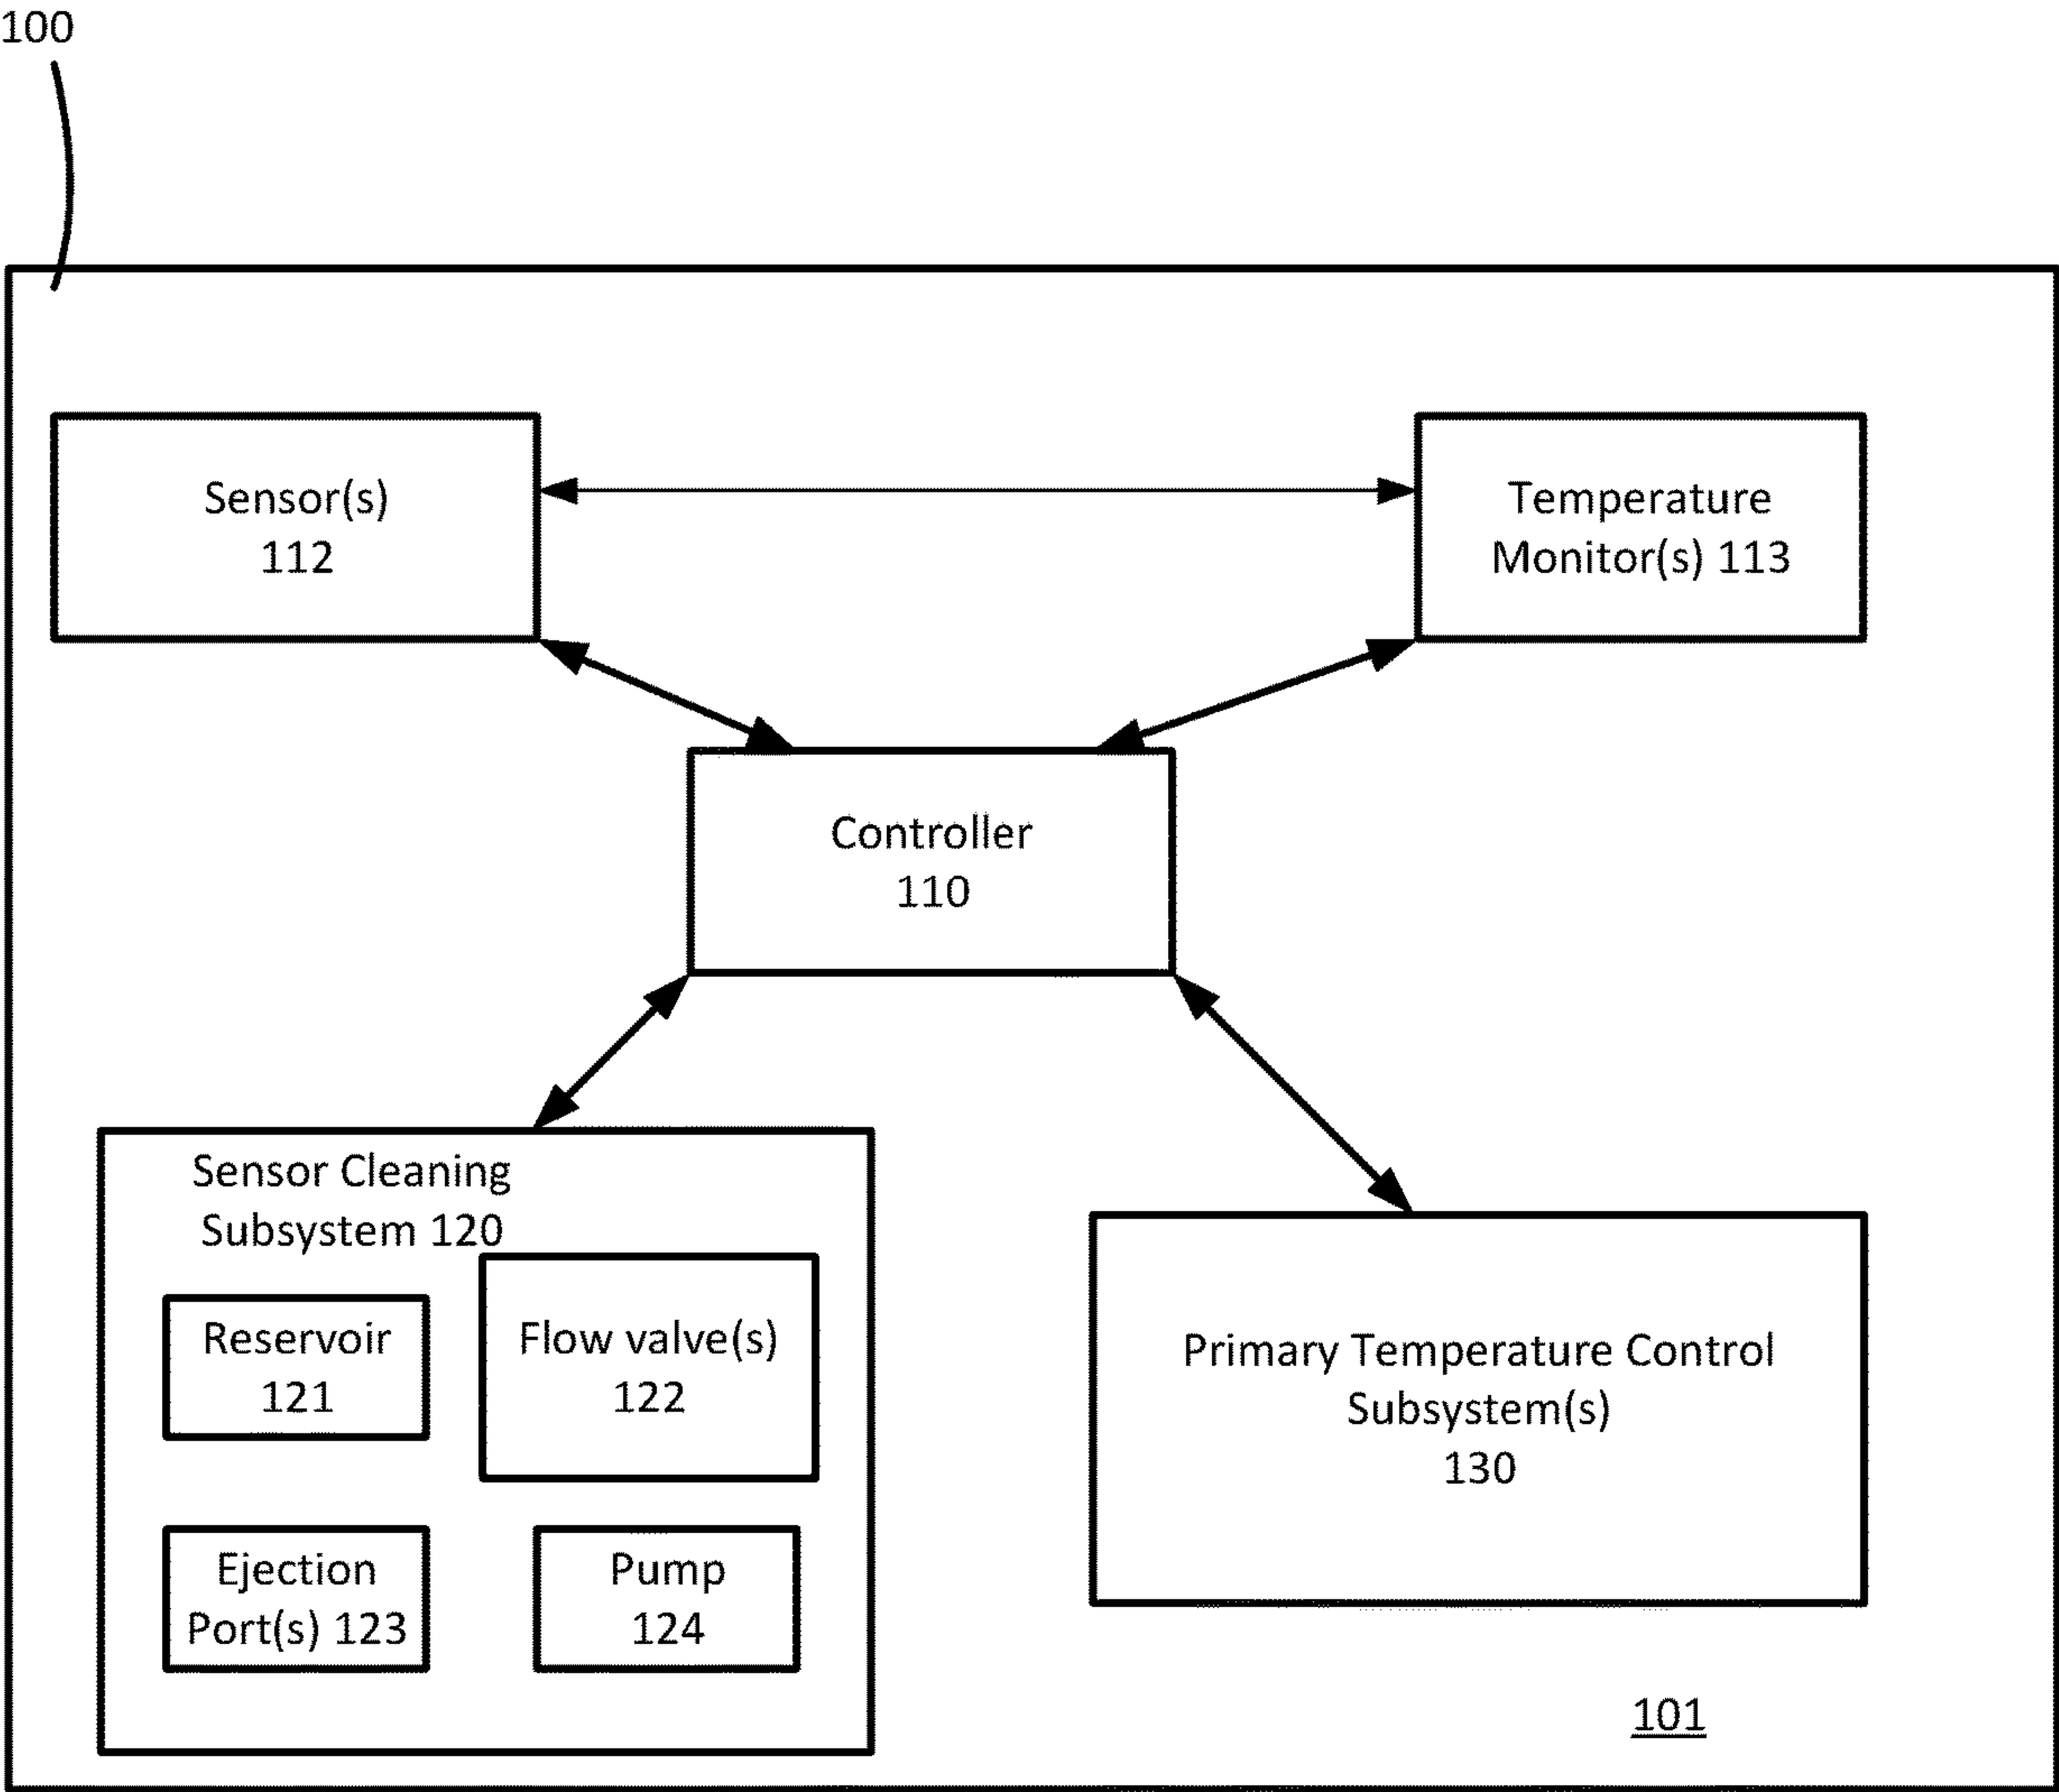 100
Sensor(s)
112
Temperature
Monitor(s) 113
Controller
110
Sensor Cleaning
Subsystem 120
Reservoir
121
Flow valve(s)
122
Ejection
Port(s) 123
Pump
124
Primary Temperature Control
Subsystem(s)
130
101